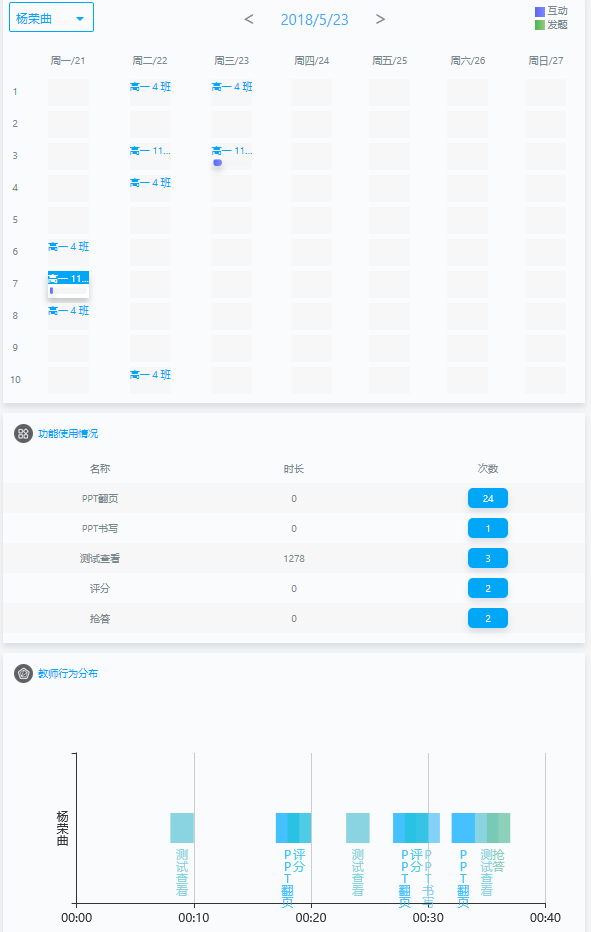 杨荣曲
< 2018/5/23 >
互动
发题
周一/21 周二/22 周三/23 周四/24 周五/25 周六/26 周日/27
1 高一 4 班 高一 4 班
2
3 高一 11... 高一 11...
4 高一 4 班
5
6 高一 4 班
7 高一 11...
8 高一 4 班
9
10 高一 4 班
功能使用情况
名称 时长 次数
PPT翻页 0 24
PPT书写 0 1
测试查看 1278 3
评分 0 2
抢答 0 2
教师行为分布
杨荣曲
测试查看 PPT翻页 评分 测试查看 PPT翻页 评分 PPT书写 PPT翻页 测试查看 抢答
00:00 00:10 00:20 00:30 00:40